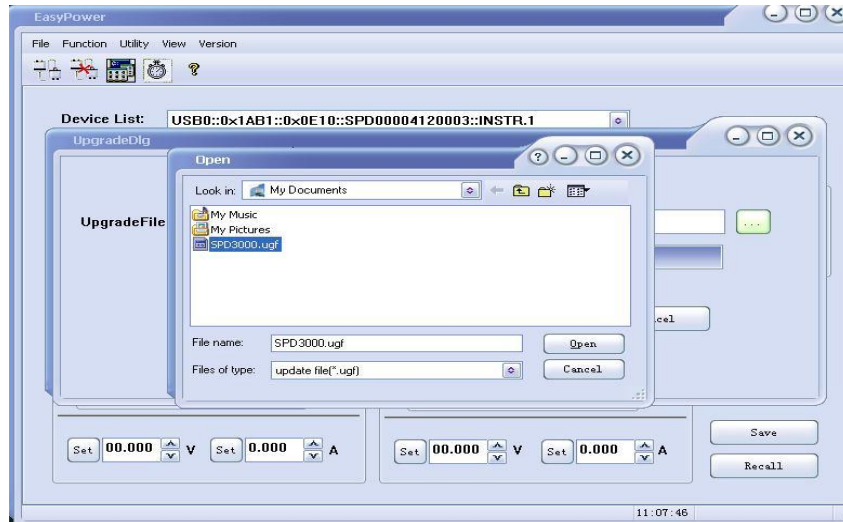 EasyPower
File Function Utility View Version
Device List: USB0::0x1AB1::0x0E10::SPD00004120003::INSTR.1
UpgradeDlg
Open
Look in: My Documents
My Music
My Pictures
SPD3000.ugf
UpgradeFile
...
File name: SPD3000.ugf Open
Files of type: update file(*.ugf) Cancel
cel
Set 00.000 V Set 0.000 A Set 00.000 V Set 0.000 A
Save
Recall
11:07:46